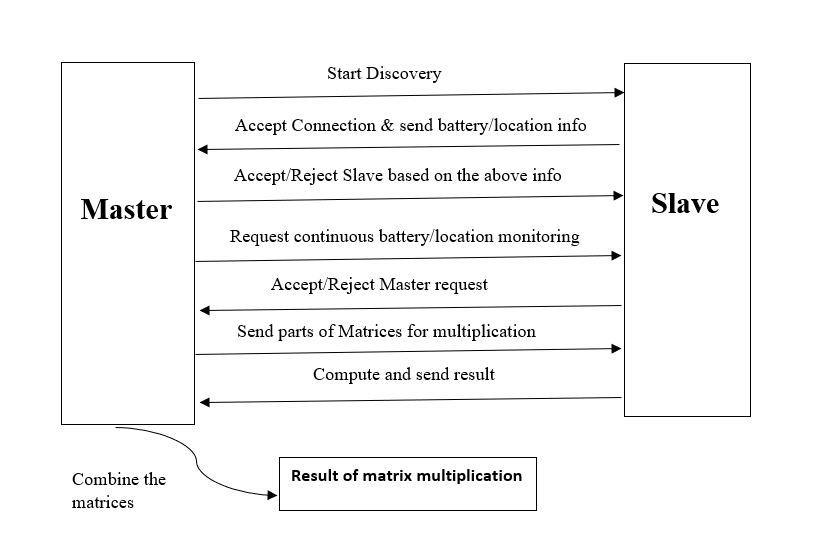 Start Discovery
Accept Connection & send battery/location info
Accept/Reject Slave based on the above info
Master
Slave
Request continuous battery/location monitoring
Accept/Reject Master request
Send parts of Matrices for multiplication
Compute and send result
Combine the
matrices
Result of matrix multiplication